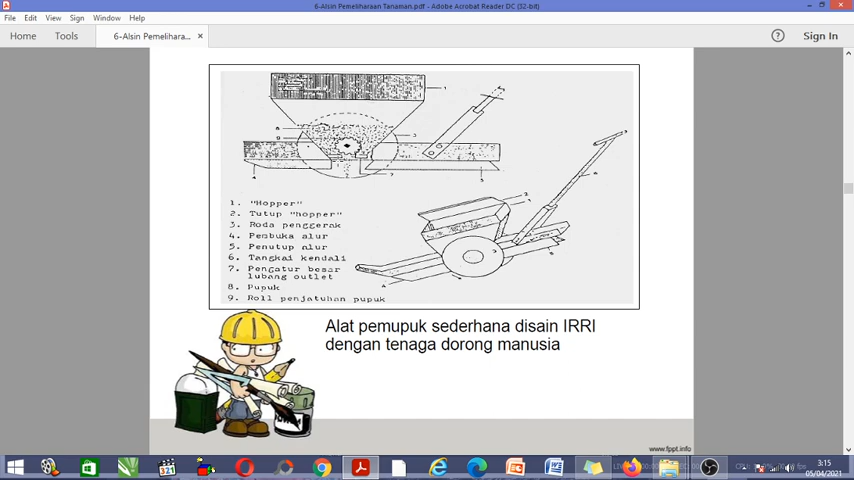 6-Alsin Pemeliharaan Tanaman.pdf - Adobe Acrobat Reader DC (32-bit)
File Edit View Sign Window Help
Home Tools 6-Alsin Pemelihara... × Sign In
1. "Hopper"
2. Tutup "hopper"
3. Roda penggerak
4. Pembuka alur
5. Penutup alur
6. Tangkai kendali
7. Pengatur besar
lubang outlet
8. Pupuk
9. Roll penjatuhan pupuk
Alat pemupuk sederhana disain IRRI
dengan tenaga dorong manusia
www.fppt.info
3:15
05/04/2021